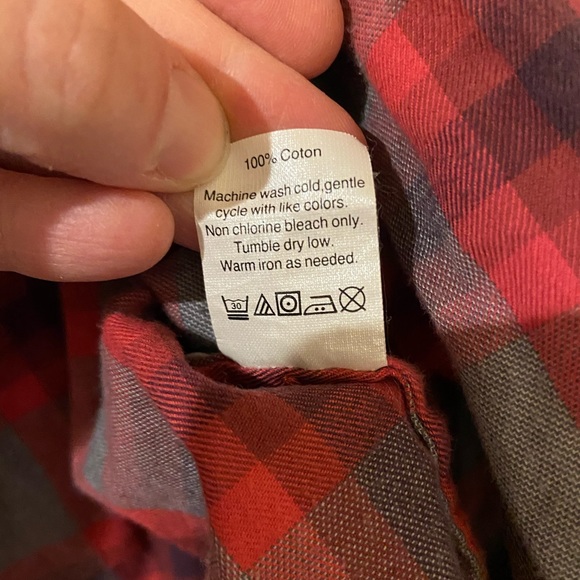 100% Coton
Machine wash cold,gentle
cycle with like colors.
Non chlorine bleach only.
Tumble dry low.
Warm iron as needed.
30